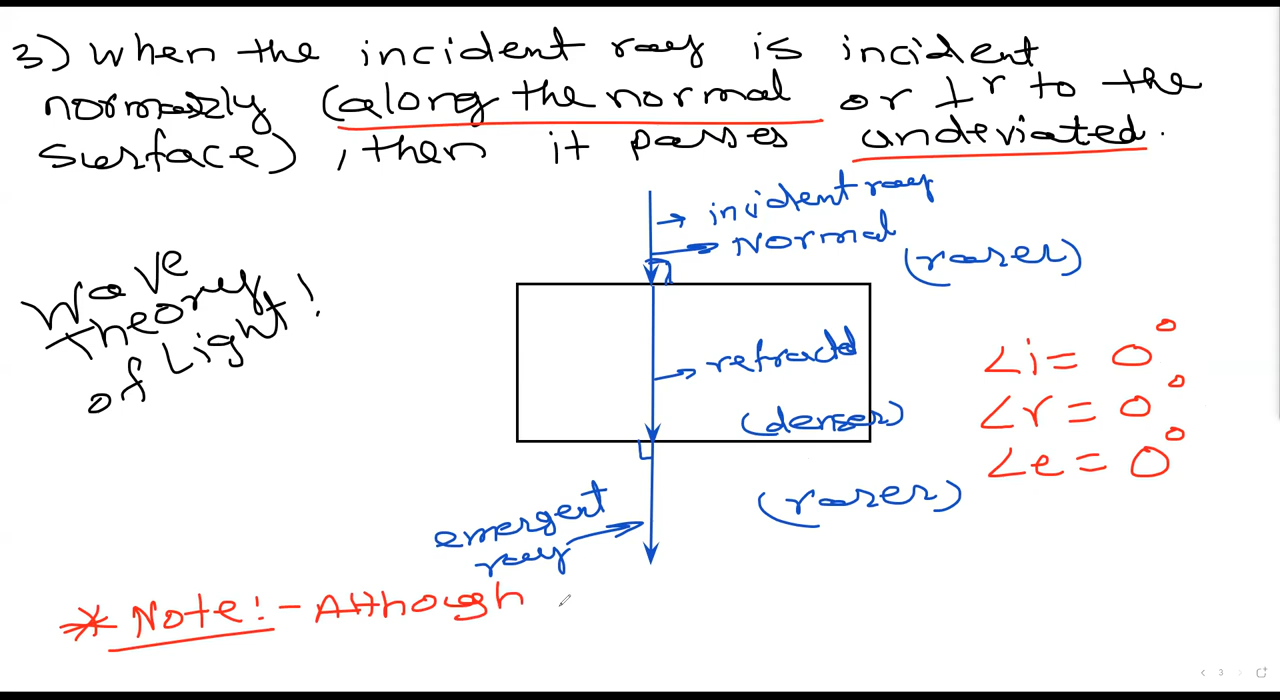 3) when the incident ray is incident
normally (along the normal or ⊥r to the
surface), then it passes undeviated.
→ incident ray
→ Normal
(rarer)
Wave
theory
of Light!
→ refracted
(denser)
∠i = 0°
∠r = 0°
∠e = 0°
(rarer)
emergent
ray
* Note:- Although
3